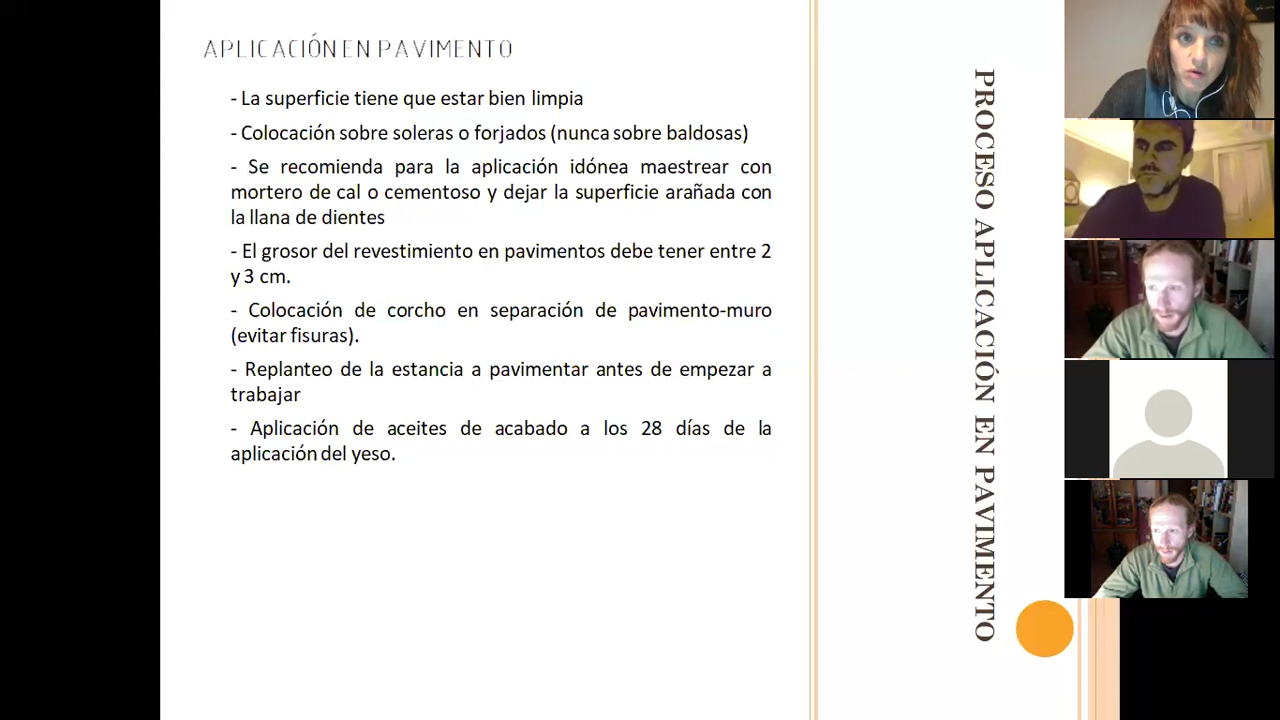 APLICACIÓN EN PAVIMENTO
- La superficie tiene que estar bien limpia
- Colocación sobre soleras o forjados (nunca sobre baldosas)
- Se recomienda para la aplicación idónea maestrear con
mortero de cal o cementoso y dejar la superficie arañada con
la llana de dientes
- El grosor del revestimiento en pavimentos debe tener entre 2
y 3 cm.
- Colocación de corcho en separación de pavimento-muro
(evitar fisuras).
- Replanteo de la estancia a pavimentar antes de empezar a
trabajar
- Aplicación de aceites de acabado a los 28 días de la
aplicación del yeso.
PROCESO APLICACIÓN EN PAVIMENTO